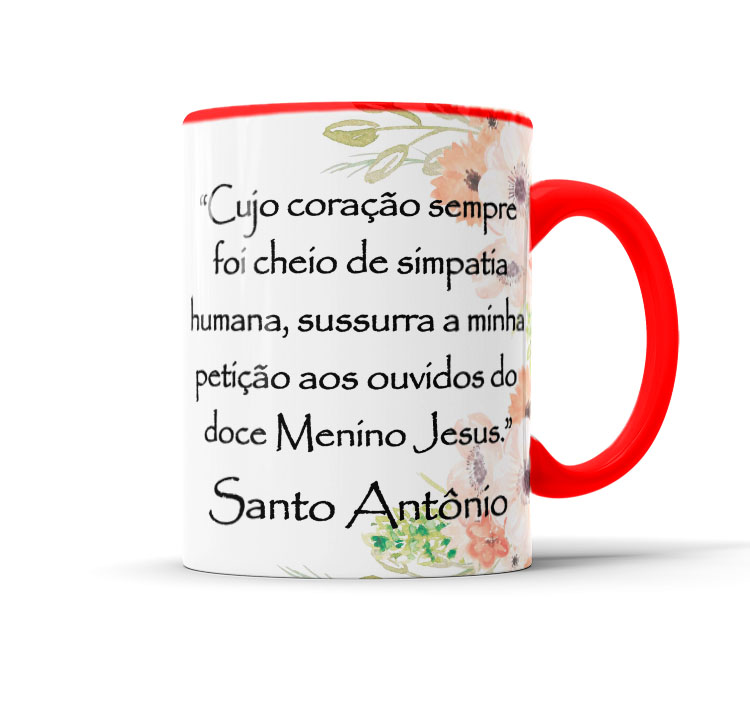 “Cujo coração sempre
foi cheio de simpatia
humana, sussurra a minha
petição aos ouvidos do
doce Menino Jesus.”
Santo Antônio